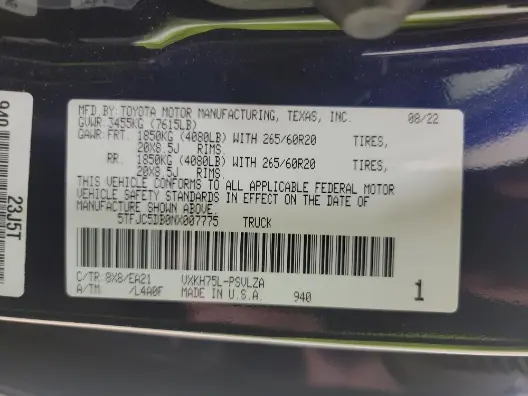 MFD.BY: TOYOTA MOTOR MANUFACTURING, TEXAS, INC. 08/22
GVWR 3455KG (7615LB)
GAWR FRT. 1850KG (4080LB) WITH 265/60R20 TIRES,
20X8.5J RIMS,
RR. 1850KG (4080LB) WITH 265/60R20 TIRES,
20X8.5J RIMS.
THIS VEHICLE CONFORMS TO ALL APPLICABLE FEDERAL MOTOR
VEHICLE SAFETY STANDARDS IN EFFECT ON THE DATE OF
MANUFACTURE SHOWN ABOVE.
5TFJC5DB0NX007775 TRUCK
C/TR: 8X8/EA21 VXKH75L-PSVLZA
A/TM: /L4A0F MADE IN U.S.A. 940 1
940
23J5T